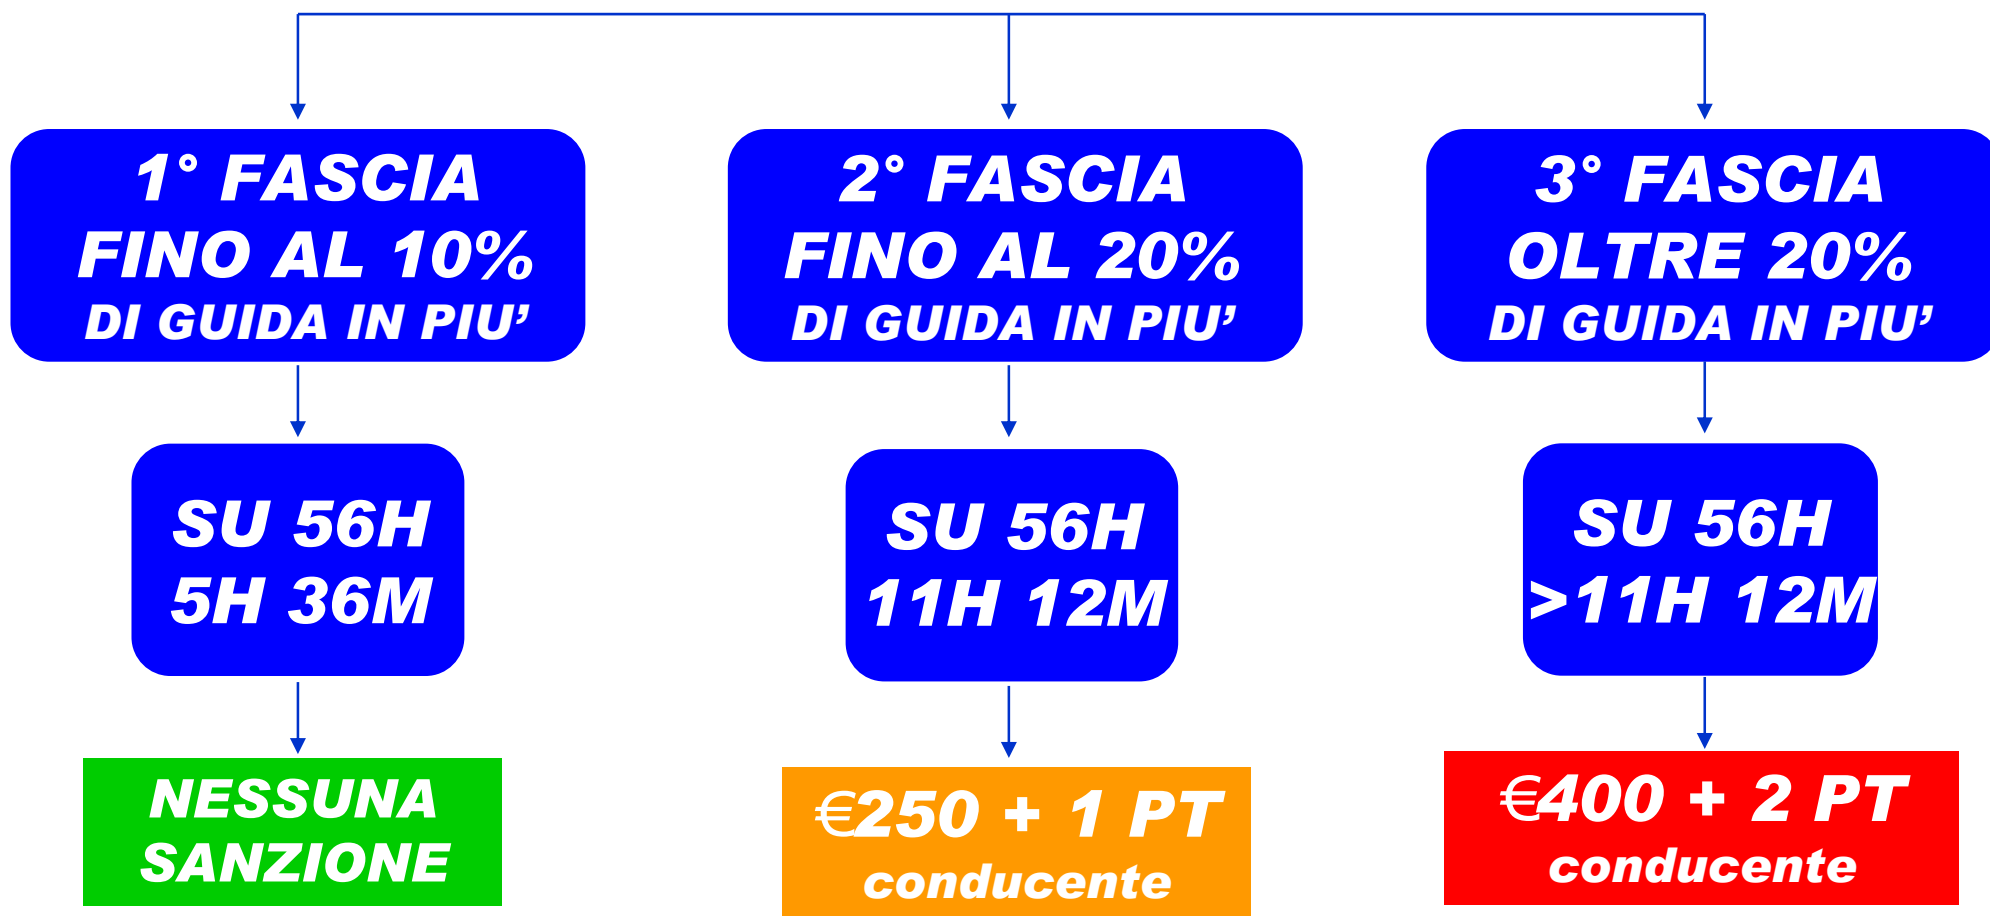 1° FASCIA
FINO AL 10%
DI GUIDA IN PIU’
2° FASCIA
FINO AL 20%
DI GUIDA IN PIU’
3° FASCIA
OLTRE 20%
DI GUIDA IN PIU’
SU 56H
5H 36M
SU 56H
11H 12M
SU 56H
>11H 12M
NESSUNA
SANZIONE
€250 + 1 PT
conducente
€400 + 2 PT
conducente